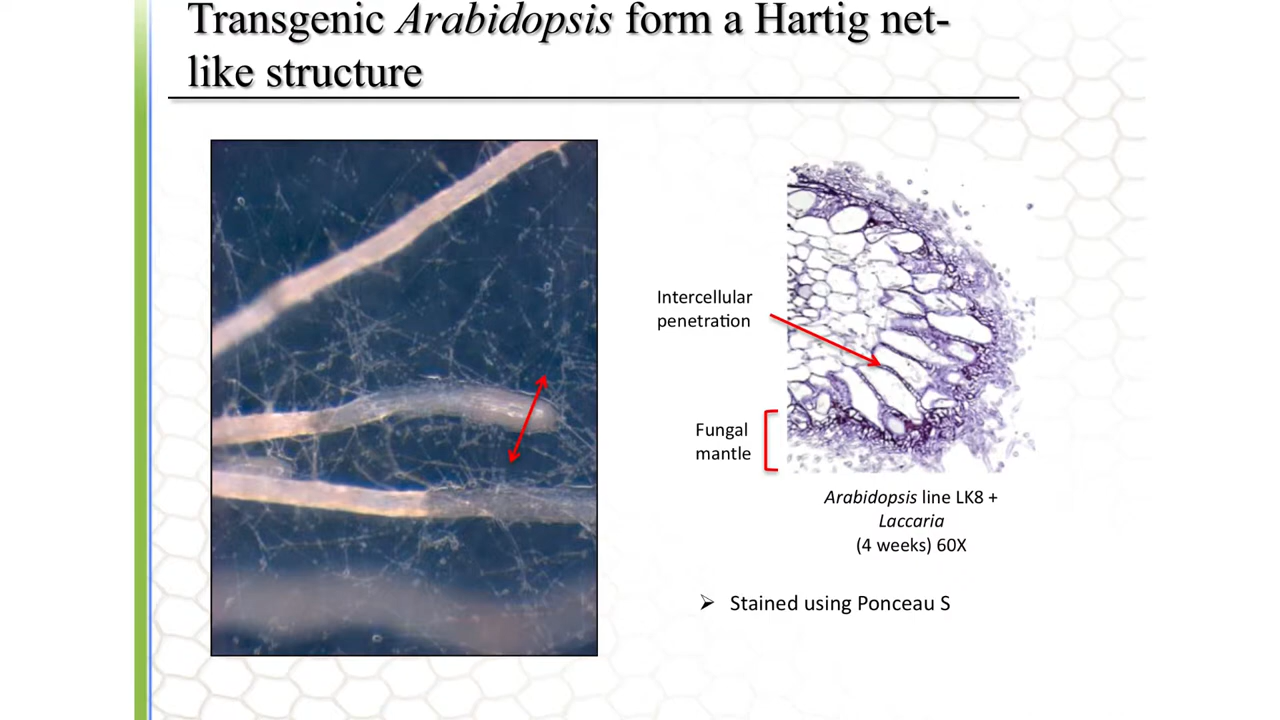 Transgenic Arabidopsis form a Hartig net-
like structure
Intercellular
penetration
Fungal
mantle
Arabidopsis line LK8 +
Laccaria
(4 weeks) 60X
➢ Stained using Ponceau S